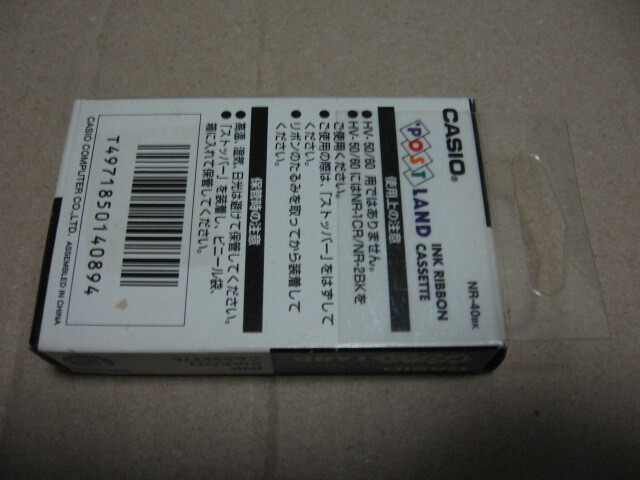 CASIO®
POST LAND INK RIBBON
CASSETTE
NR-40BK
使用上の注意
●HV-50/60 用ではありません。
●HV-50/60にはNR-1CR/NR-2BKを
ご使用ください。
●ご使用の際は、「ストッパー」をはずして
ください。
●リボンのたるみを取ってから装着して
ください。
保管時の注意
●高温、湿気、日光は避けて保管してください。
●「ストッパー」を装着し、ビニール袋、
箱に入れて保管してください。
T4971850140894
CASIO COMPUTER CO.,LTD. ASSEMBLED IN CHINA